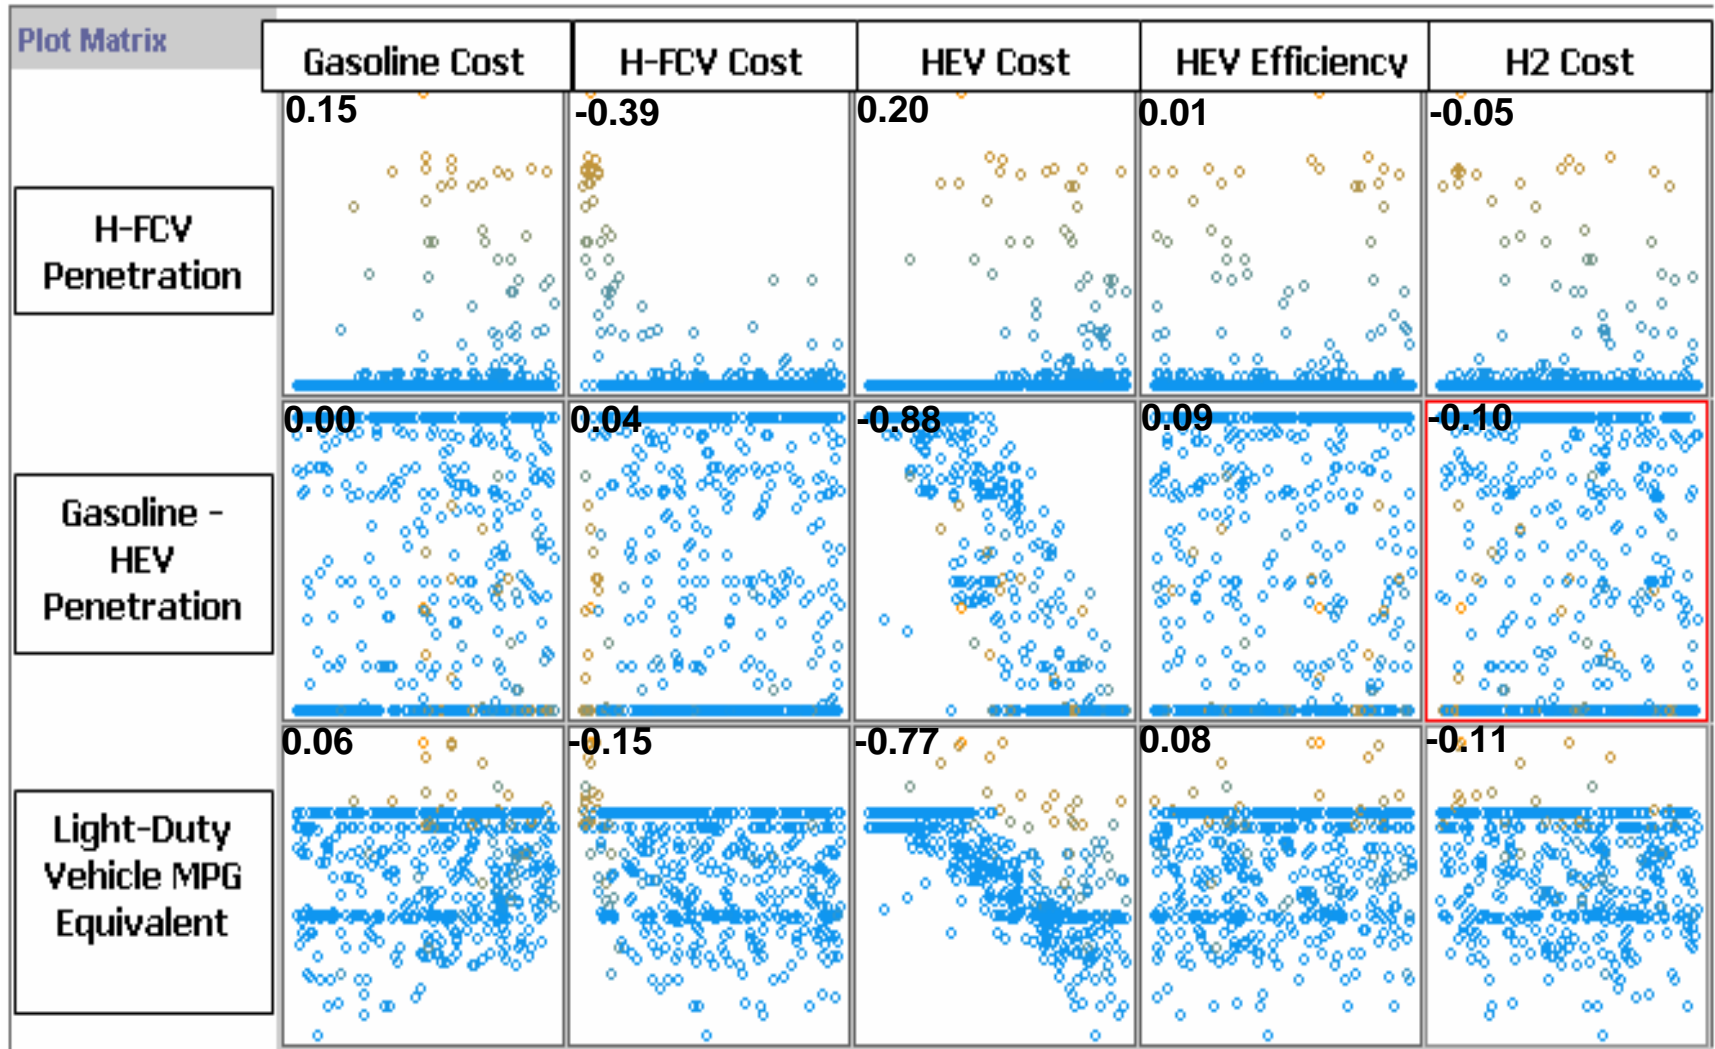 Plot Matrix
Gasoline Cost
H-FCV Cost
HEV Cost
HEV Efficiency
H2 Cost
H-FCV
Penetration
0.15
-0.39
0.20
0.01
-0.05
Gasoline -
HEV
Penetration
0.00
0.04
-0.88
0.09
-0.10
Light-Duty
Vehicle MPG
Equivalent
0.06
-0.15
-0.77
0.08
-0.11